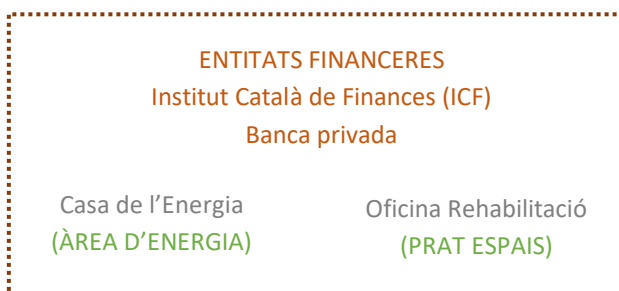 ENTITATS FINANCERES
Institut Català de Finances (ICF)
Banca privada
Casa de l’Energia
(ÀREA D’ENERGIA)
Oficina Rehabilitació
(PRAT ESPAIS)